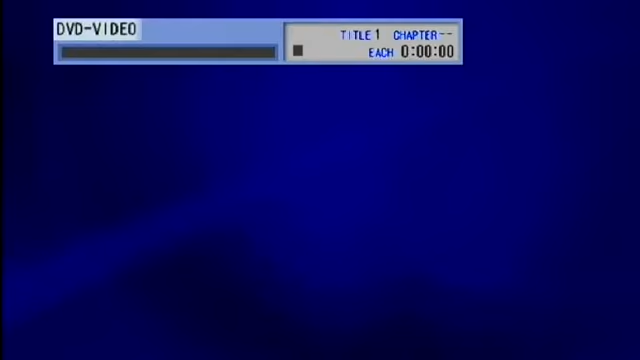 DVD-VIDEO
TITLE 1 CHAPTER--
EACH 0:00:00